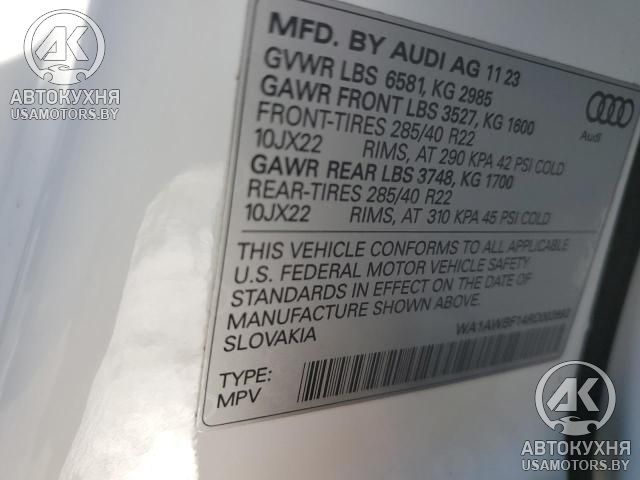 AK
АВТОКУХНЯ
USAMOTORS.BY
MFD. BY AUDI AG 11 23
GVWR LBS 6581, KG 2985
GAWR FRONT LBS 3527, KG 1600
FRONT-TIRES 285/40 R22
10JX22 RIMS, AT 290 KPA 42 PSI COLD
GAWR REAR LBS 3748, KG 1700
REAR-TIRES 285/40 R22
10JX22 RIMS, AT 310 KPA 45 PSI COLD
Audi
THIS VEHICLE CONFORMS TO ALL APPLICABLE
U.S. FEDERAL MOTOR VEHICLE SAFETY
STANDARDS IN EFFECT ON THE DATE OF
MANUFACTURE SHOWN ABOVE
SLOVAKIA
TYPE:
MPV
AK
АВТОКУХНЯ
USAMOTORS.BY